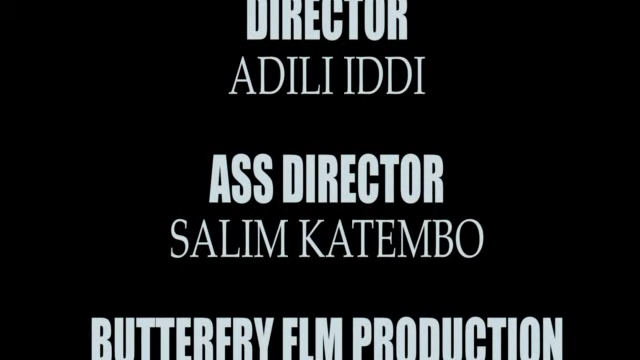 DIRECTOR
ADILI IDDI
ASS DIRECTOR
SALIM KATEMBO
BUTTERFRY FLM PRODUCTION